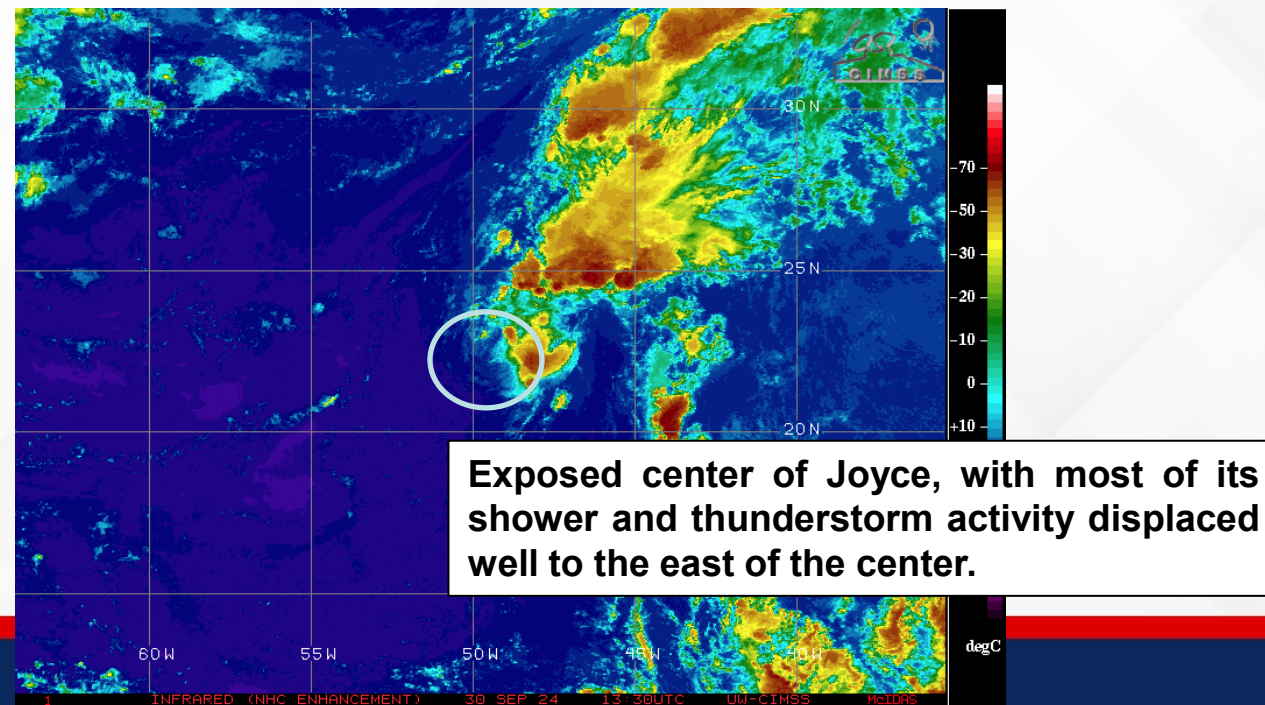 CIMSS
30N
-70
-50
-30
25N
-20
-10
0
20N
+10
Exposed center of Joyce, with most of its
shower and thunderstorm activity displaced
well to the east of the center.
60W 55W 50W 45W 40W
degC
1 INFRARED (NHC ENHANCEMENT) 30 SEP 24 13:30UTC UW-CIMSS McIDAS